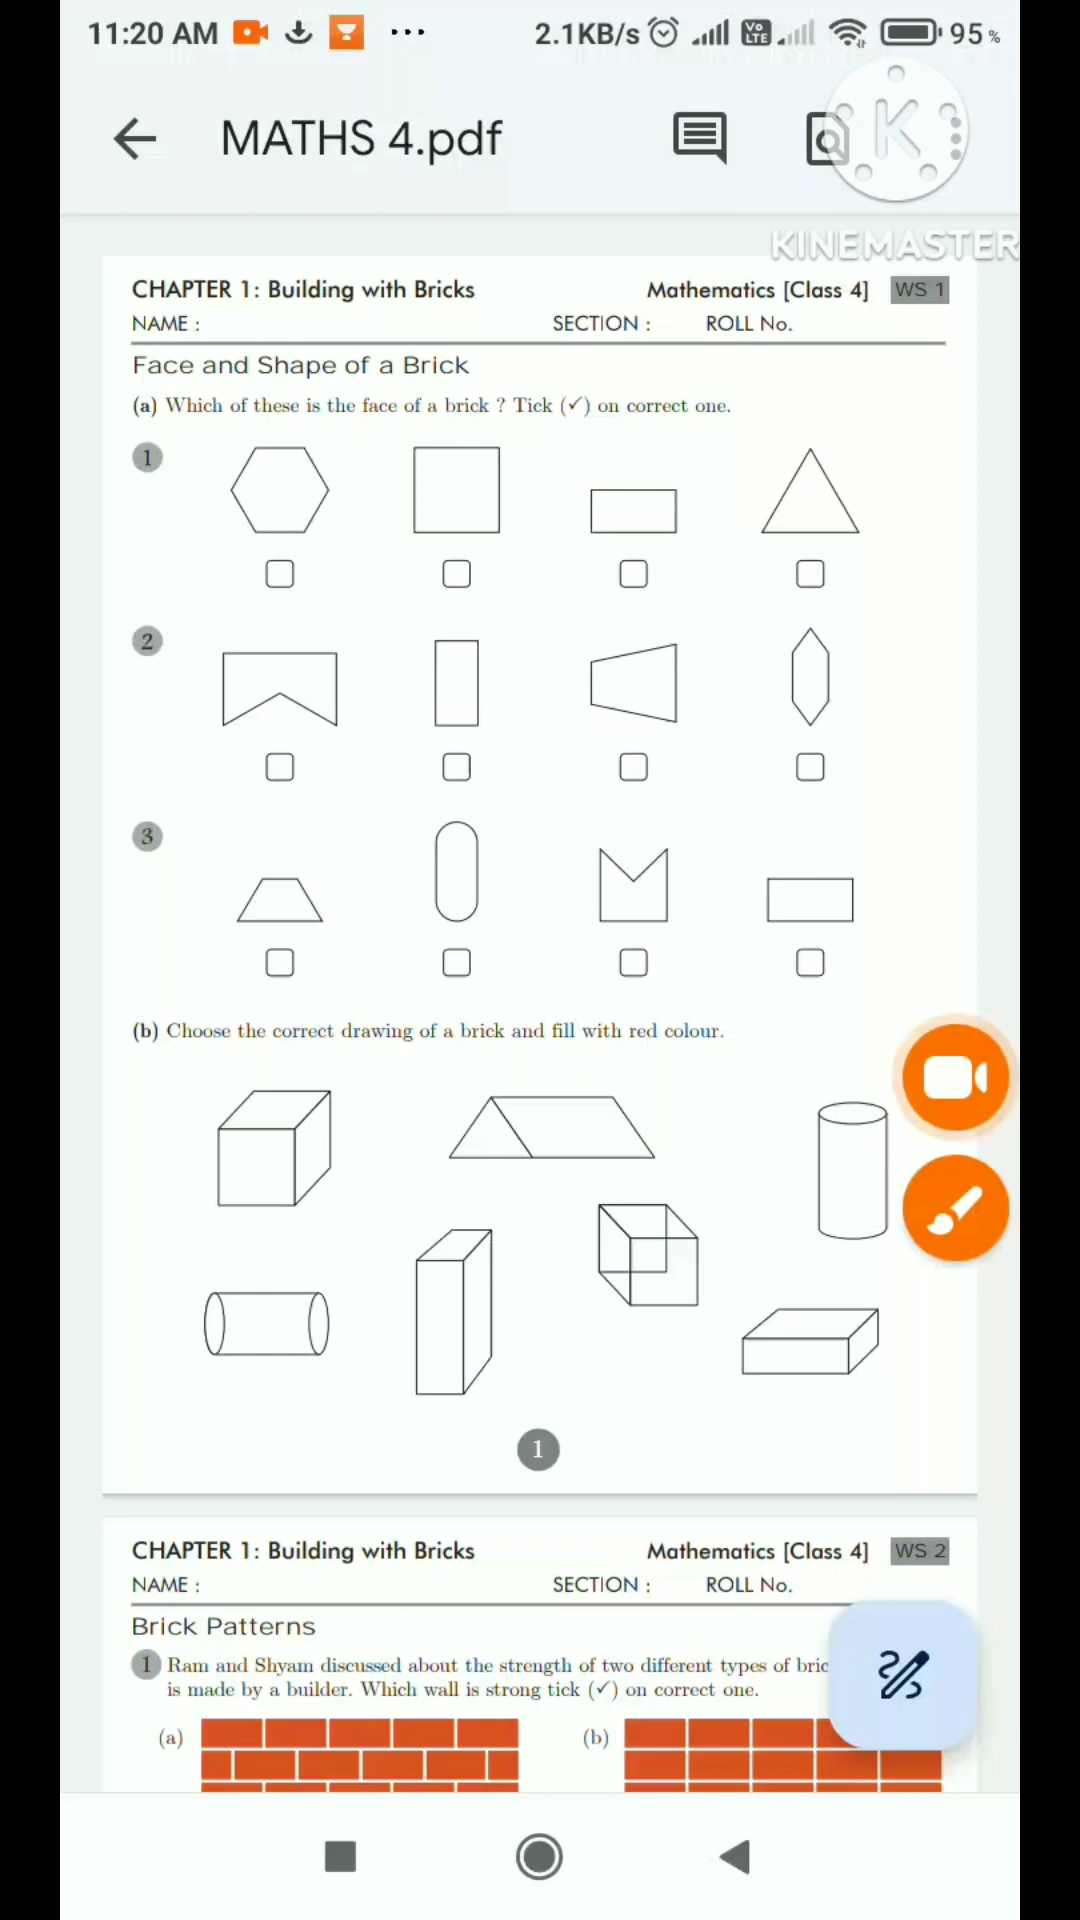 11:20 AM 2.1KB/s Vo LTE 95%
MATHS 4.pdf
K
KINEMASTER
CHAPTER 1: Building with Bricks Mathematics [Class 4] WS 1
NAME : SECTION : ROLL No.
Face and Shape of a Brick
(a) Which of these is the face of a brick ? Tick (✓) on correct one.
1
2
3
(b) Choose the correct drawing of a brick and fill with red colour.
1
CHAPTER 1: Building with Bricks Mathematics [Class 4] WS 2
NAME : SECTION : ROLL No.
Brick Patterns
1 Ram and Shyam discussed about the strength of two different types of bric
is made by a builder. Which wall is strong tick (✓) on correct one.
(a) (b)